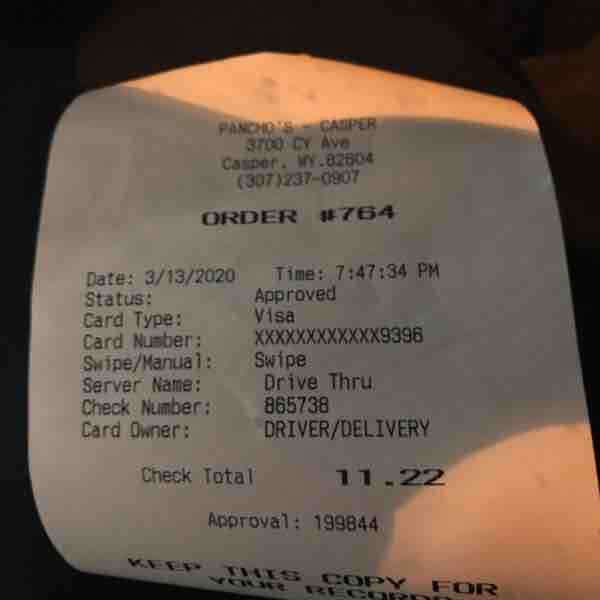 PANCHO'S - CASPER
3700 CY Ave
Casper, WY.82604
(307)237-0907
ORDER #764
Date: 3/13/2020 Time: 7:47:34 PM
Status: Approved
Card Type: Visa
Card Number: XXXXXXXXXXXX9396
Swipe/Manual: Swipe
Server Name: Drive Thru
Check Number: 865738
Card Owner: DRIVER/DELIVERY
Check Total 11.22
Approval: 199844
KEEP THIS COPY FOR
YOUR RECORDS